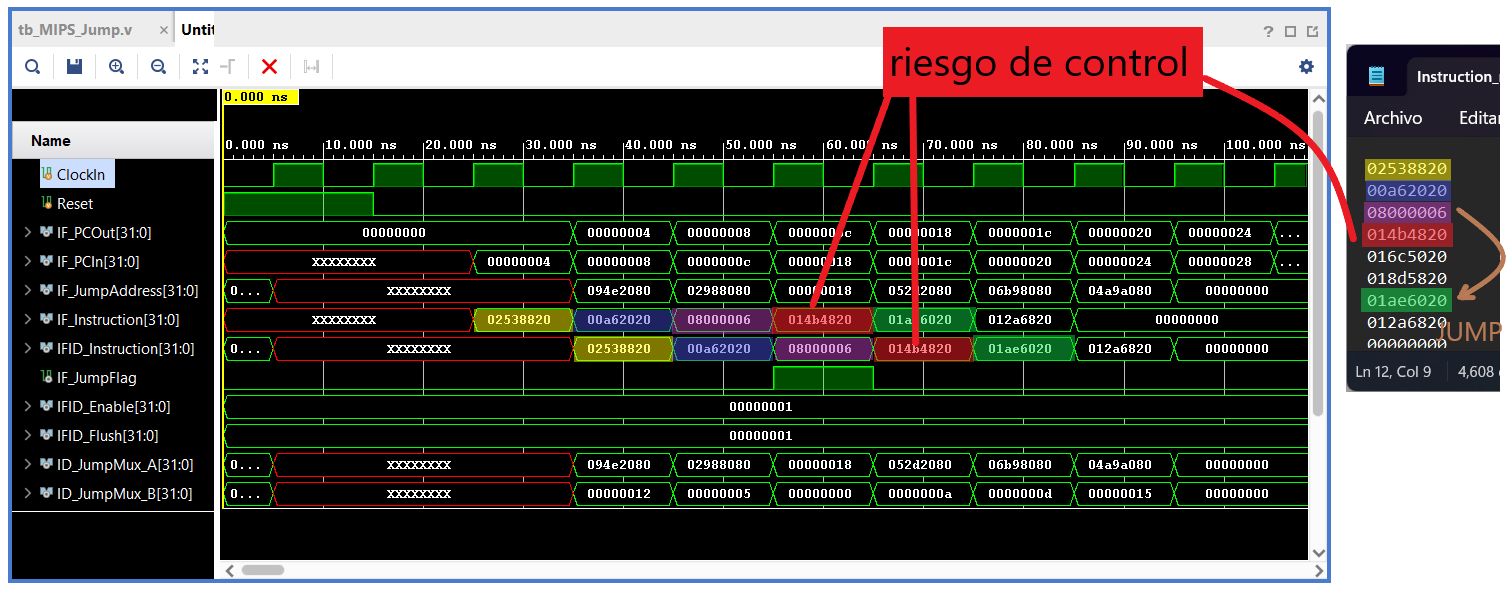 tb_MIPS_Jump.v × Untit
? 
riesgo de control
0.000 ns
Name
0.000 ns 10.000 ns 20.000 ns 30.000 ns 40.000 ns 50.000 ns 60.000 ns 70.000 ns 80.000 ns 90.000 ns 100.000 ns
ClockIn
Reset
IF_PCOut[31:0] 00000000 00000004 00000008 0000000c 00000018 0000001c 00000020 00000024 ...
IF_PCIn[31:0] XXXXXXXX 00000004 00000008 0000000c 00000018 0000001c 00000020 00000024 00000028 ...
IF_JumpAddress[31:0] 0... XXXXXXXX 094e2080 02988080 00000018 052d2080 06b98080 04a9a080 00000000
IF_Instruction[31:0] XXXXXXXX 02538820 00a62020 08000006 014b4820 01ae6020 012a6820 00000000
IFID_Instruction[31:0] 0... XXXXXXXX 02538820 00a62020 08000006 014b4820 01ae6020 012a6820 00000000
IF_JumpFlag
IFID_Enable[31:0] 00000001
IFID_Flush[31:0] 00000001
ID_JumpMux_A[31:0] 0... XXXXXXXX 094e2080 02988080 00000018 052d2080 06b98080 04a9a080 00000000
ID_JumpMux_B[31:0] 0... XXXXXXXX 00000012 00000005 00000000 0000000a 0000000d 00000015 00000000
Instruction_
Archivo Editar
02538820
00a62020
08000006
014b4820
016c5020
018d5820
01ae6020
012a6820
JUMP
00000000
Ln 12, Col 9 4,608